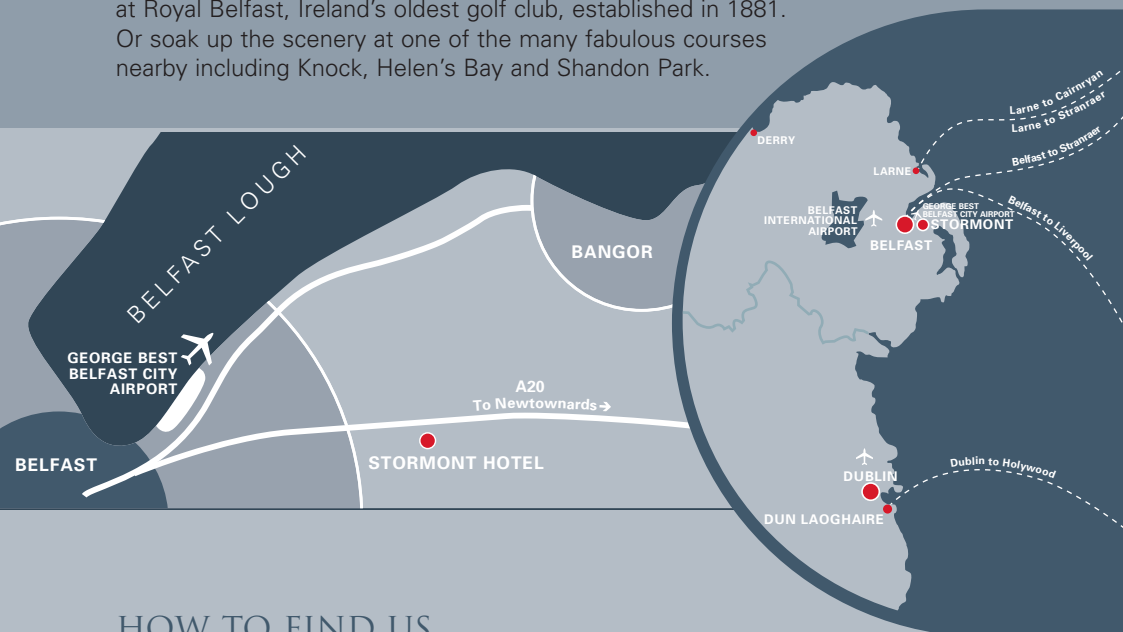 at Royal Belfast, Ireland's oldest golf club, established in 1881.
Or soak up the scenery at one of the many fabulous courses
nearby including Knock, Helen's Bay and Shandon Park.
BELFAST LOUGH
GEORGE BEST
BELFAST CITY
AIRPORT
BELFAST
BANGOR
A20
To Newtownards
STORMONT HOTEL
DERRY
LARNE
Larne to Cairnryan
Larne to Stranraer
Belfast to Stranraer
Belfast to Liverpool
BELFAST
INTERNATIONAL
AIRPORT
GEORGE BEST
BELFAST CITY AIRPORT
STORMONT
BELFAST
DUBLIN
DUN LAOGHAIRE
Dublin to Holywood
HOW TO FIND US